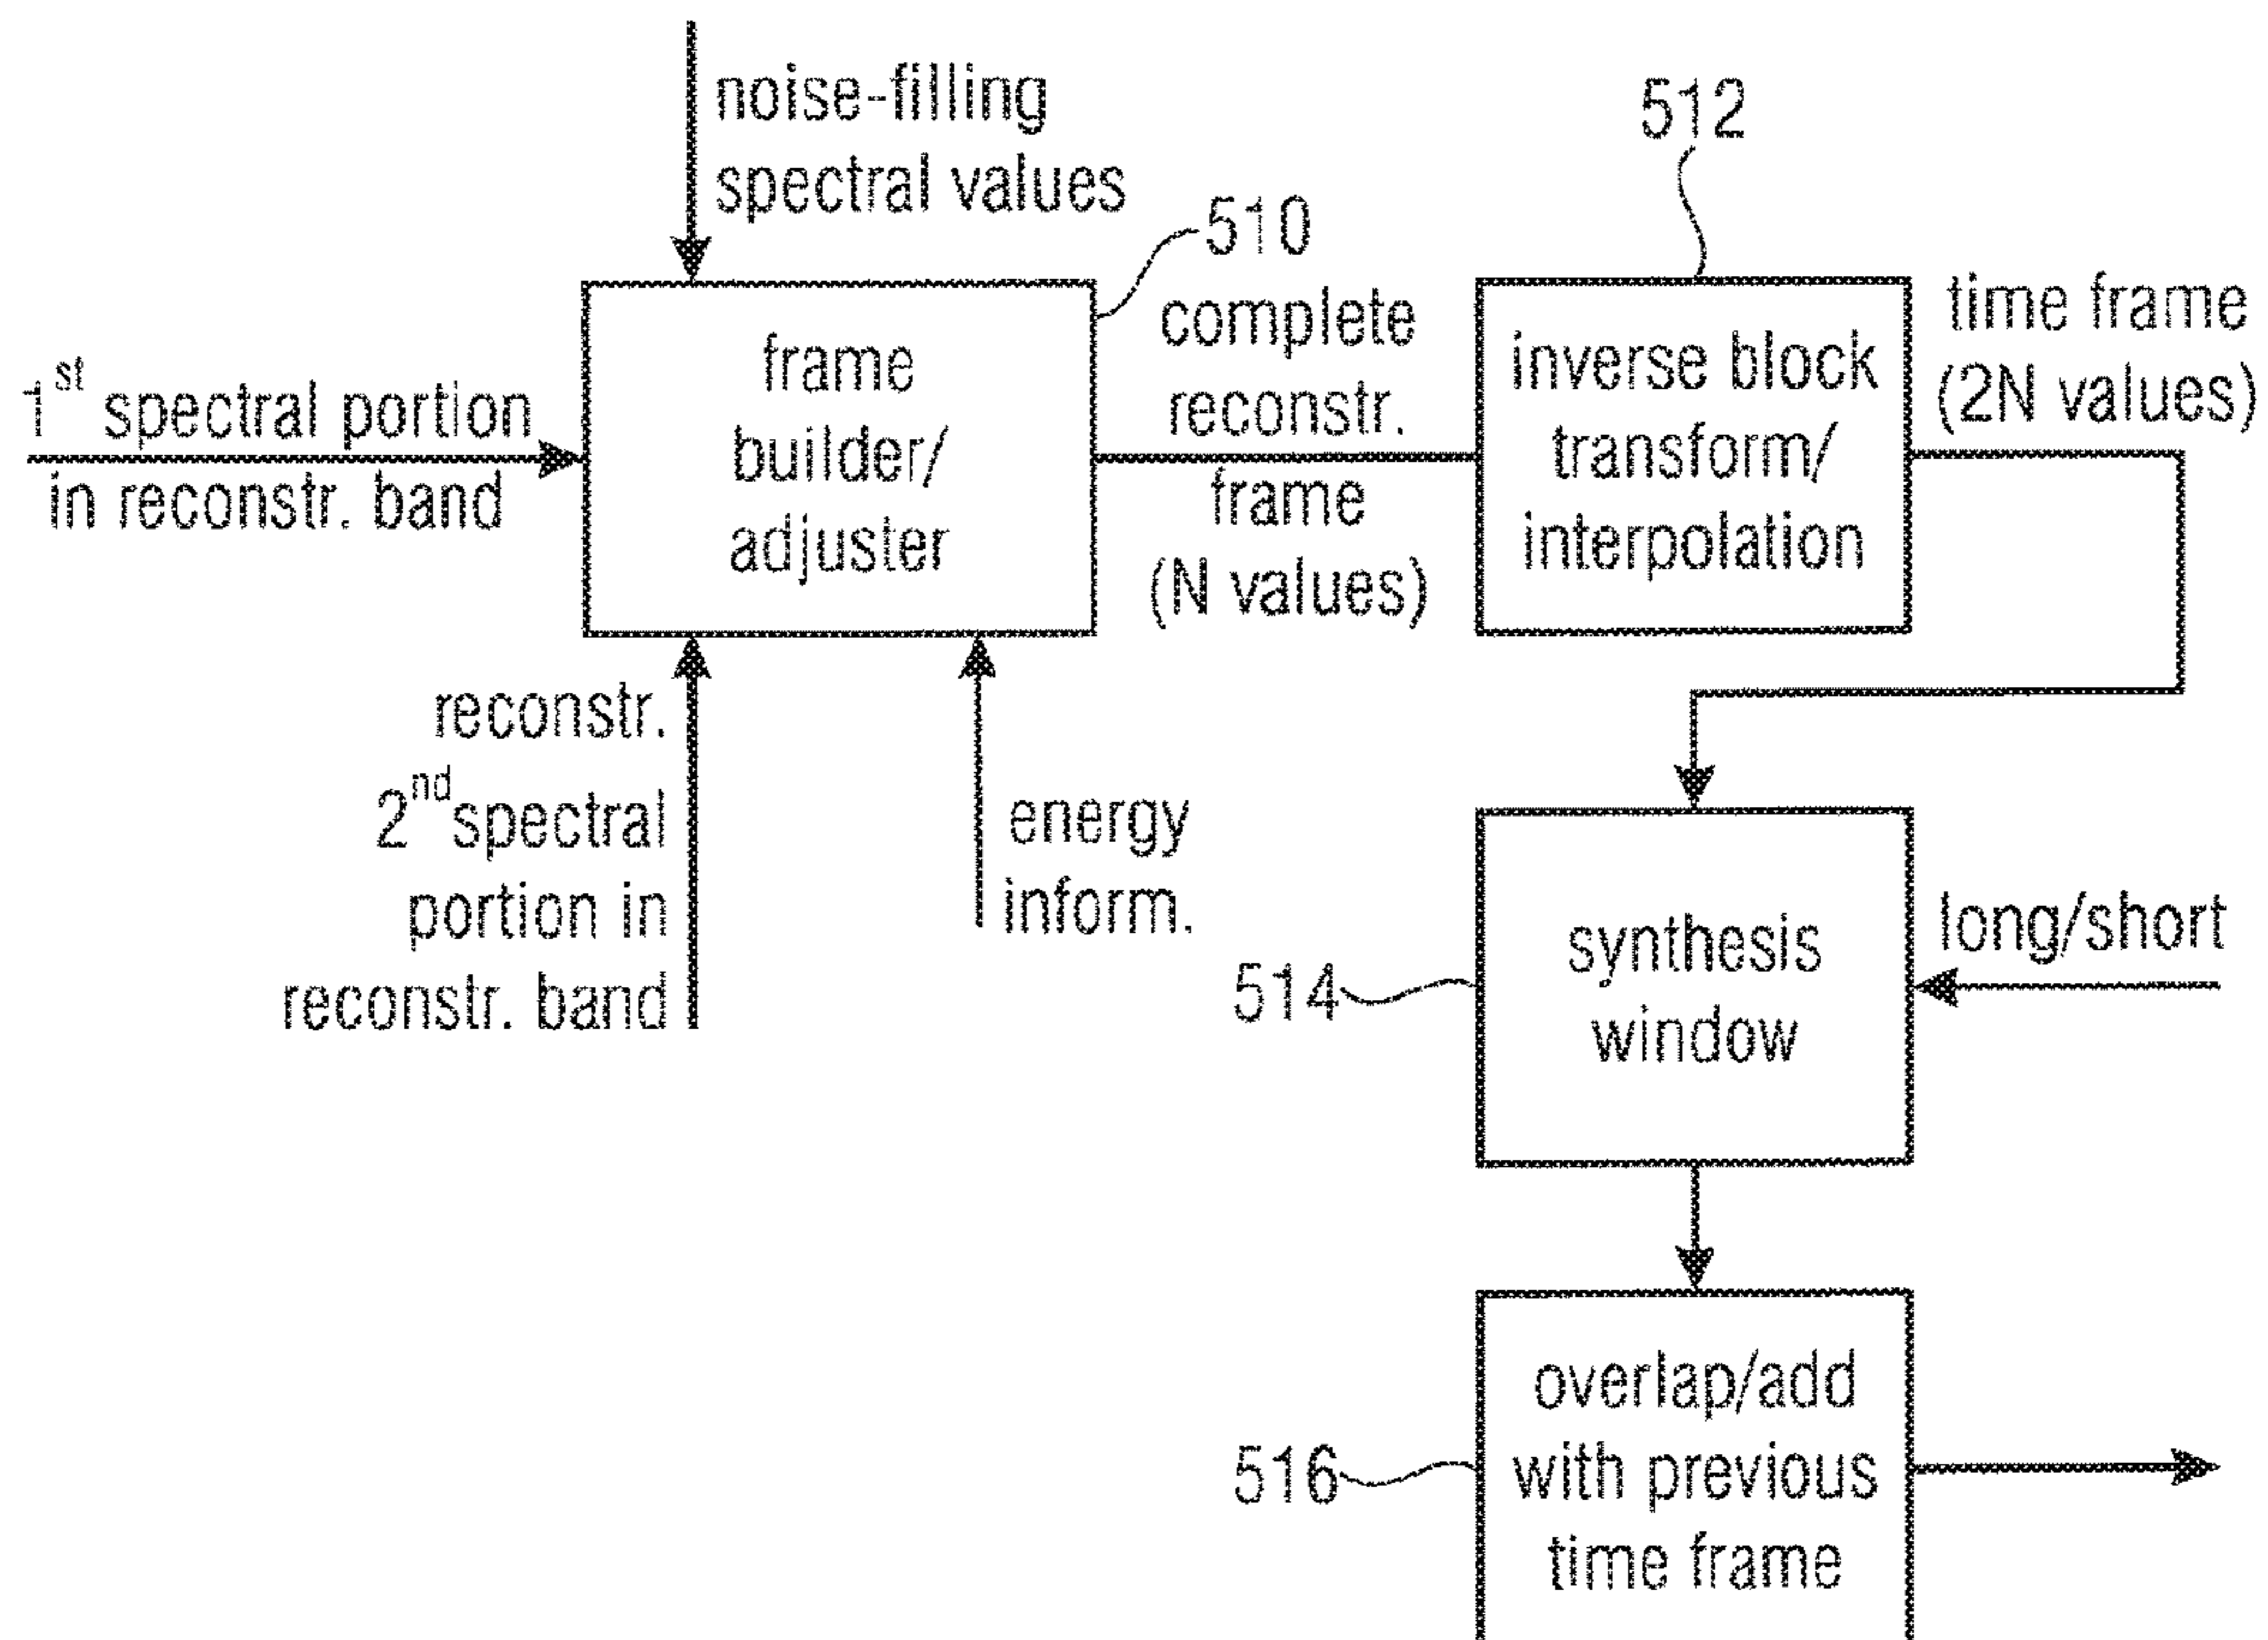 noise-filling
spectral values
512
510
1st spectral portion
in reconstr. band
frame
builder/
adjuster
complete
reconstr.
frame
(N values)
inverse block
transform/
interpolation
time frame
(2N values)
reconstr.
2nd spectral
portion in
reconstr. band
energy
inform.
514
synthesis
window
long/short
516
overlap/add
with previous
time frame